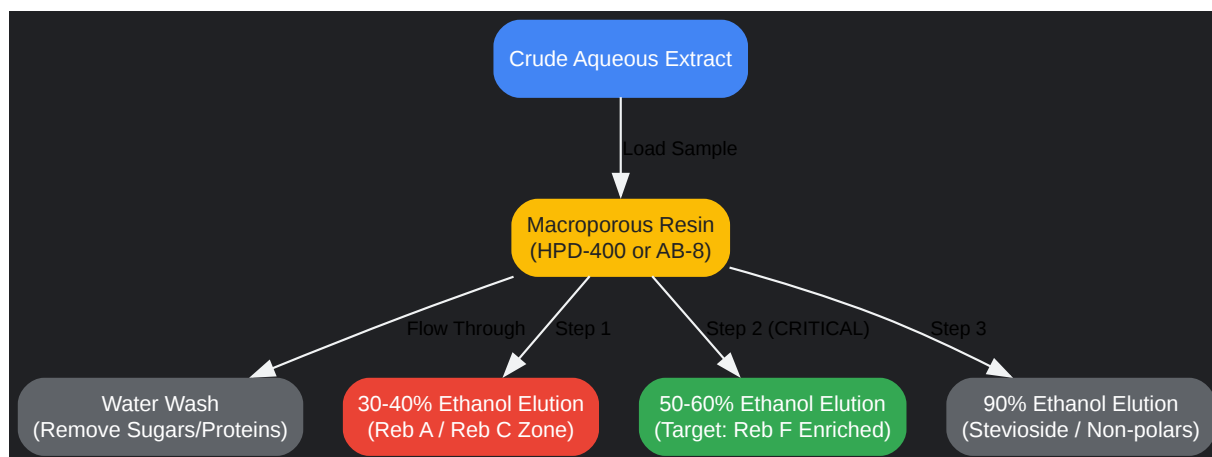 Crude Aqueous Extract
Load Sample
Macroporous Resin
(HPD-400 or AB-8)
Flow Through
Step 1
Step 2 (CRITICAL)
Step 3
Water Wash
(Remove Sugars/Proteins)
30-40% Ethanol Elution
(Reb A / Reb C Zone)
50-60% Ethanol Elution
(Target: Reb F Enriched)
90% Ethanol Elution
(Stevioside / Non-polars)